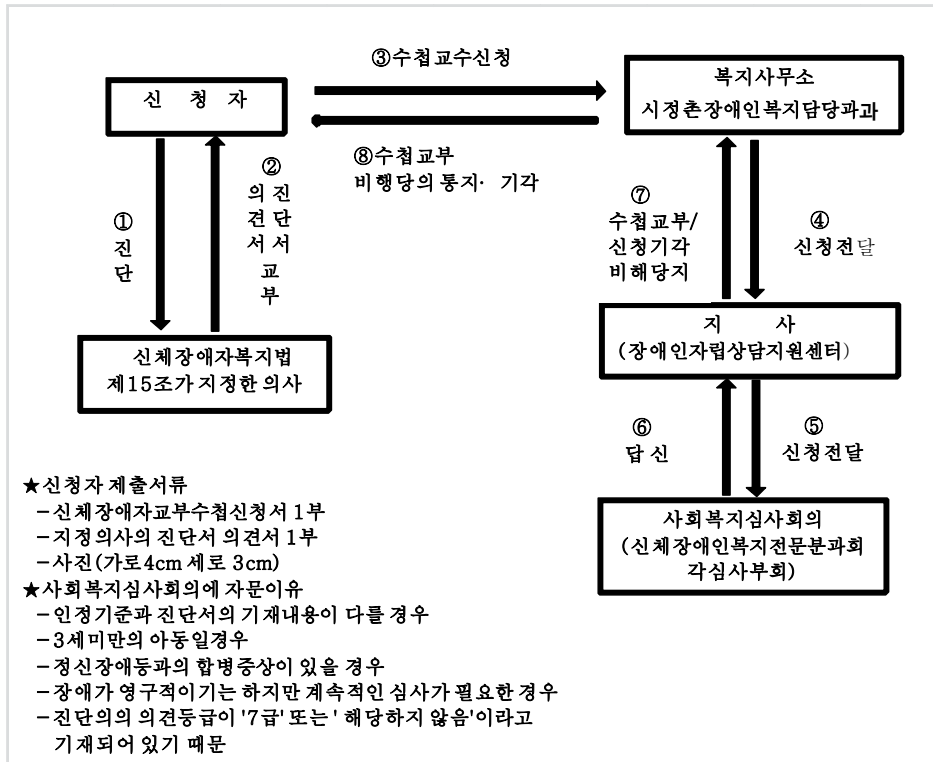 ③수첩교수신청
신 청 자
복지사무소
시정촌장애인복지담당과과
⑧수첩교부
비행당의 통지· 기각
①
진
단
②
의 진
견 단
서 서
교
부
⑦
수첩교부/
신청기각
비해당지
④
신청전달
신체장애자복지법
제15조가 지정한 의사
지 사
(장애인자립상담지원센터)
⑥
답 신
⑤
신청전달
사회복지심사회의
(신체장애인복지전문분과회
각심사부회)
★신청자 제출서류
-신체장애자교부수첩신청서 1부
-지정의사의 진단서 의견서 1부
-사진(가로4cm 세로 3cm)
★사회복지심사회의에 자문이유
-인정기준과 진단서의 기재내용이 다를 경우
-3세미만의 아동일경우
-정신장애등과의 합병증상이 있을 경우
-장애가 영구적이기는 하지만 계속적인 심사가 필요한 경우
-진단의의 의견등급이 '7급' 또는 ' 해당하지 않음'이라고
기재되어 있기 때문